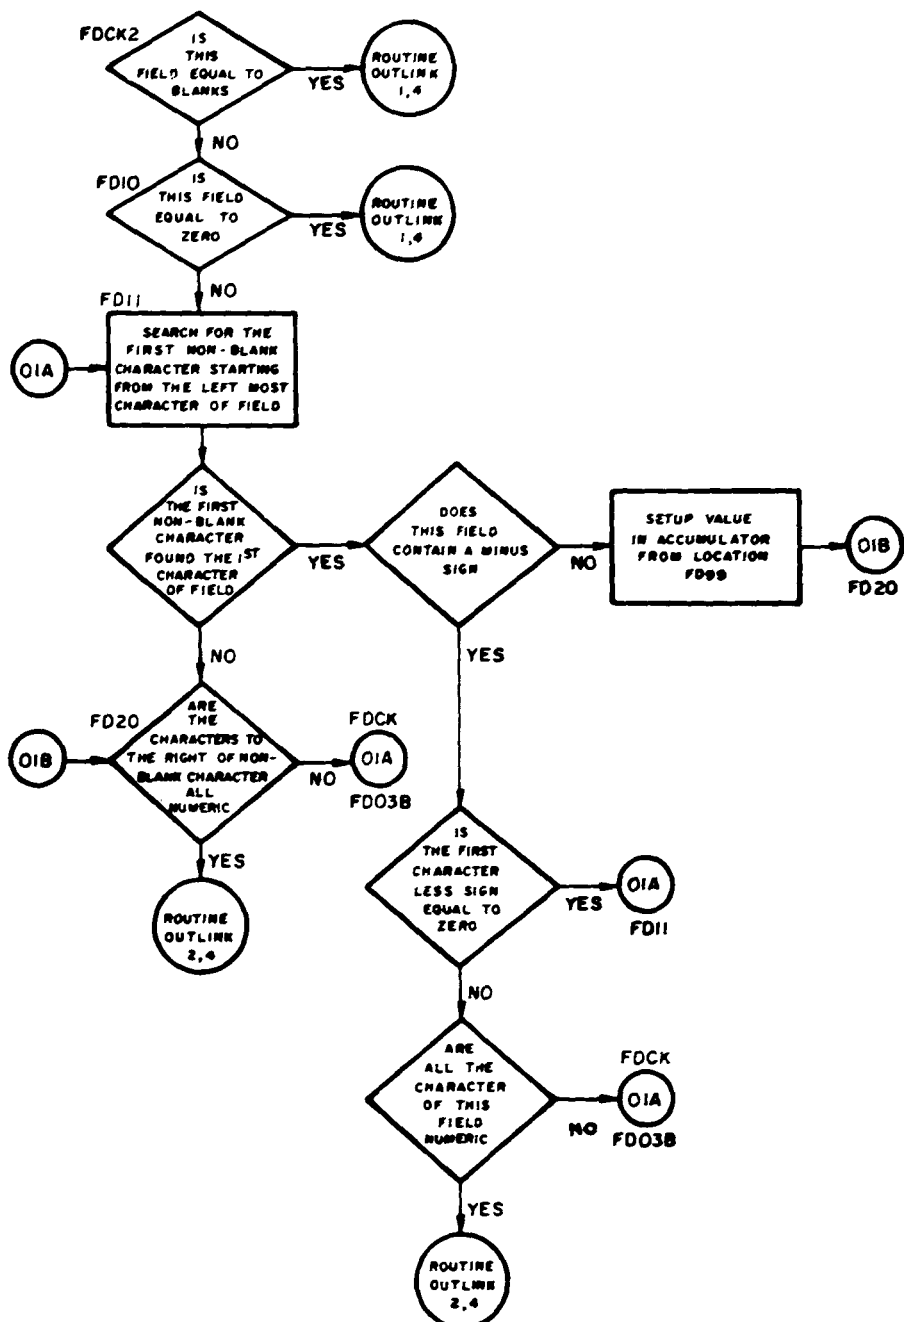 FDCK2
IS
THIS
FIELD EQUAL TO
BLANKS
YES
ROUTINE
OUTLINK
1,4
NO
FD10
IS
THIS FIELD
EQUAL TO
ZERO
YES
ROUTINE
OUTLINK
1,4
NO
FD11
SEARCH FOR THE
FIRST NON-BLANK
CHARACTER STARTING
FROM THE LEFT MOST
CHARACTER OF FIELD
01A
IS
THE FIRST
NON-BLANK
CHARACTER
FOUND THE 1ST
CHARACTER
OF FIELD
YES
DOES
THIS FIELD
CONTAIN A MINUS
SIGN
NO
SETUP VALUE
IN ACCUMULATOR
FROM LOCATION
FD99
01B
FD20
NO
YES
FD20
01B
ARE
THE
CHARACTERS TO
THE RIGHT OF NON-
BLANK CHARACTER
ALL
NUMERIC
NO
FDCK
01A
FD03B
YES
ROUTINE
OUTLINK
2,4
IS
THE FIRST
CHARACTER
LESS SIGN
EQUAL TO
ZERO
YES
01A
FD11
NO
ARE
ALL THE
CHARACTER
OF THIS
FIELD
NUMERIC
NO
FDCK
01A
FD03B
YES
ROUTINE
OUTLINK
2,4